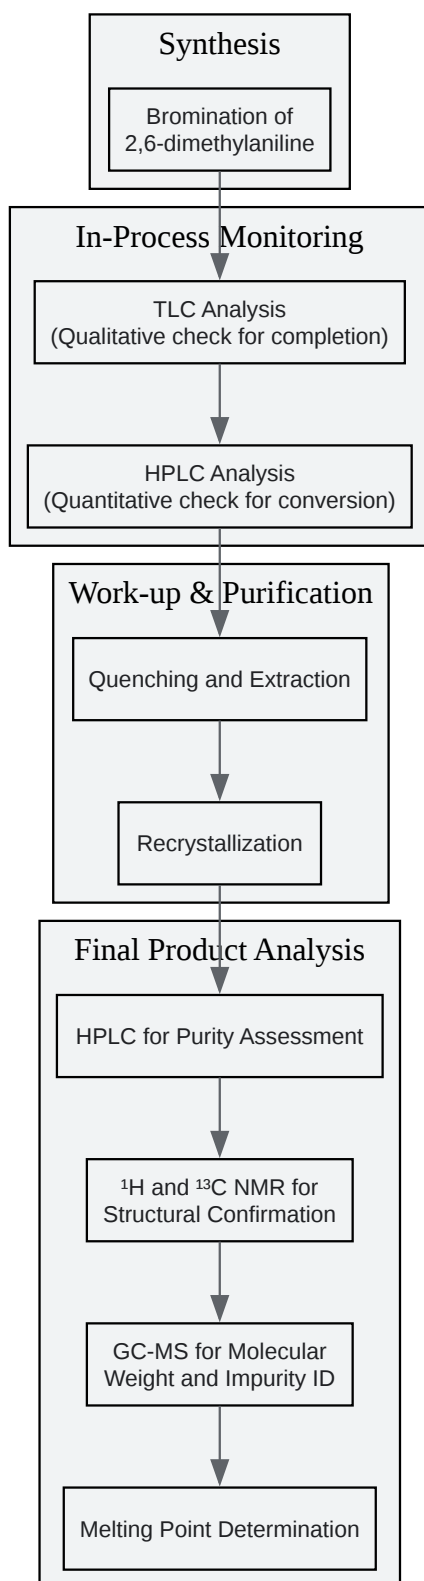 Synthesis
Bromination of
2,6-dimethylaniline
In-Process Monitoring
TLC Analysis
(Qualitative check for completion)
HPLC Analysis
(Quantitative check for conversion)
Work-up & Purification
Quenching and Extraction
Recrystallization
Final Product Analysis
HPLC for Purity Assessment
¹H and ¹³C NMR for
Structural Confirmation
GC-MS for Molecular
Weight and Impurity ID
Melting Point Determination